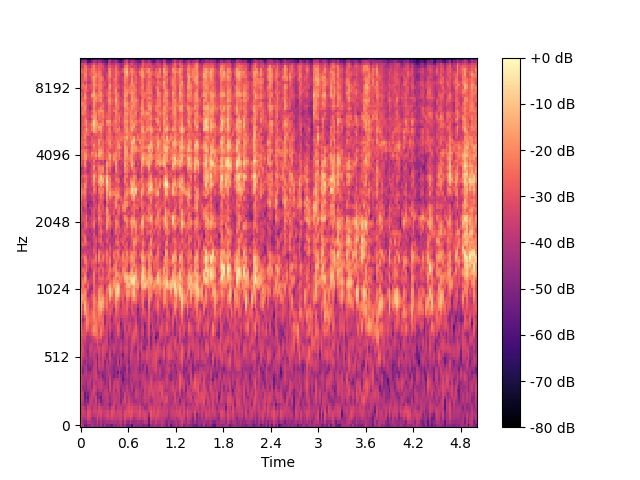 8192
4096
2048
1024
512
0
Hz
0 0.6 1.2 1.8 2.4 3 3.6 4.2 4.8
Time
+0 dB
-10 dB
-20 dB
-30 dB
-40 dB
-50 dB
-60 dB
-70 dB
-80 dB